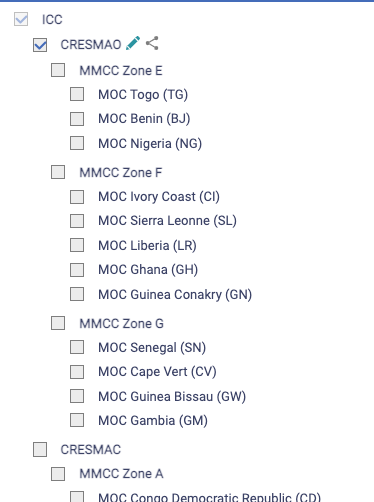 ICC
CRESMAO
MMCC Zone E
MOC Togo (TG)
MOC Benin (BJ)
MOC Nigeria (NG)
MMCC Zone F
MOC Ivory Coast (CI)
MOC Sierra Leonne (SL)
MOC Liberia (LR)
MOC Ghana (GH)
MOC Guinea Conakry (GN)
MMCC Zone G
MOC Senegal (SN)
MOC Cape Vert (CV)
MOC Guinea Bissau (GW)
MOC Gambia (GM)
CRESMAC
MMCC Zone A
MOC Congo Democratic Republic (CD)